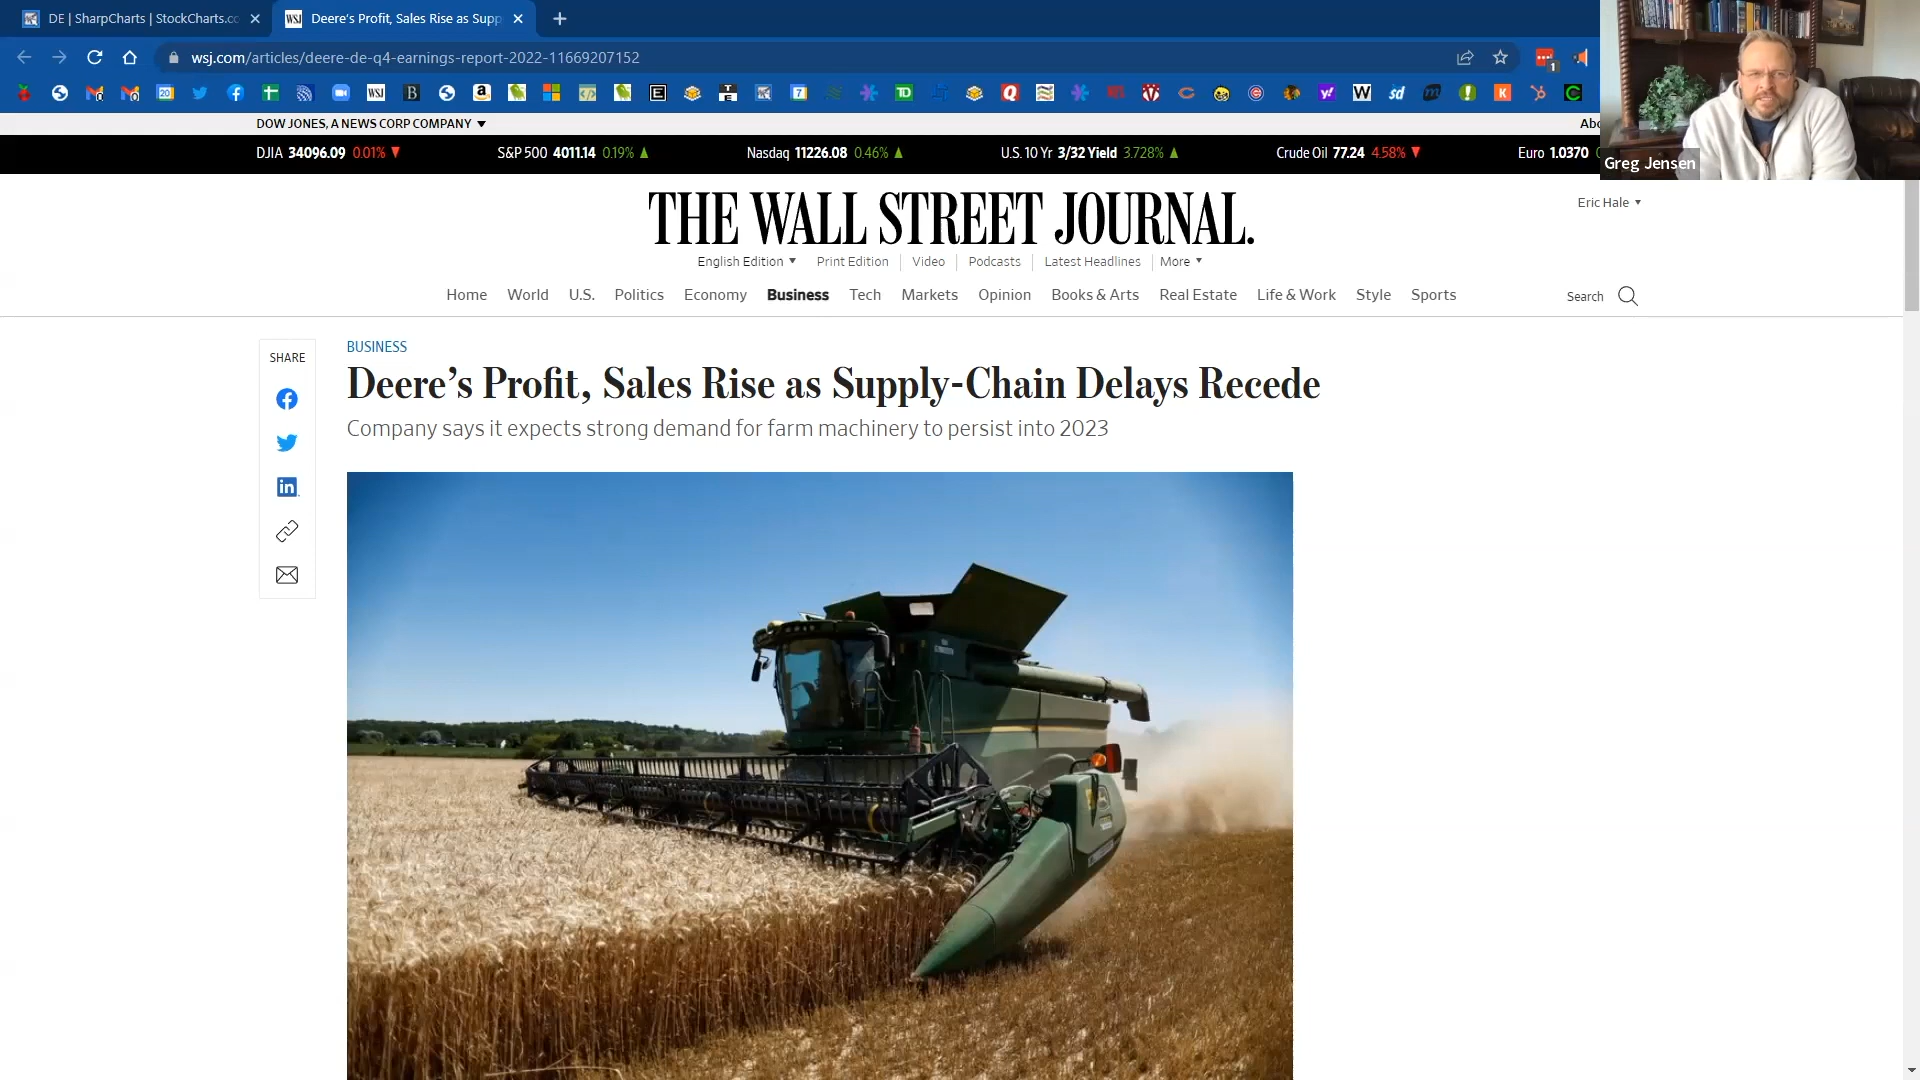 DE | SharpCharts | StockCharts.co
WSJ Deere's Profit, Sales Rise as Supp
wsj.com/articles/deere-de-q4-earnings-report-2022-11669207152
DOW JONES, A NEWS CORP COMPANY
DJIA 34096.09 0.01% S&P 500 4011.14 0.19% Nasdaq 11226.08 0.46% U.S. 10 Yr 3/32 Yield 3.728% Crude Oil 77.24 4.58% Euro 1.0370
Greg Jensen
THE WALL STREET JOURNAL.
Eric Hale
English Edition Print Edition Video Podcasts Latest Headlines More
Home World U.S. Politics Economy Business Tech Markets Opinion Books & Arts Real Estate Life & Work Style Sports Search
SHARE
BUSINESS
Deere's Profit, Sales Rise as Supply-Chain Delays Recede
Company says it expects strong demand for farm machinery to persist into 2023